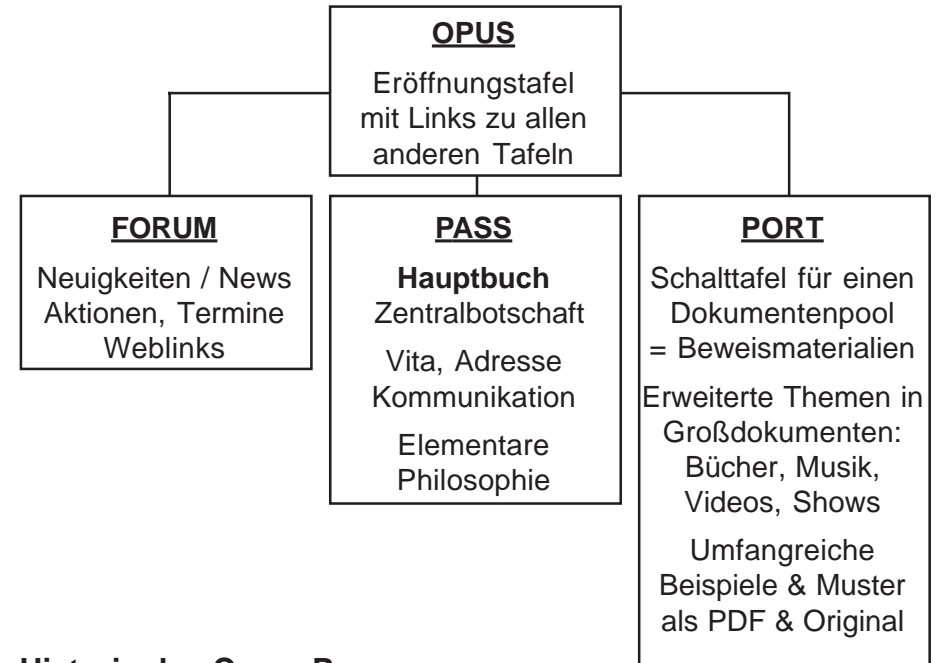 OPUS
Eröffnungstafel
mit Links zu allen
anderen Tafeln
FORUM
Neuigkeiten / News
Aktionen, Termine
Weblinks
PASS
Hauptbuch
Zentralbotschaft
Vita, Adresse
Kommunikation
Elementare
Philosophie
PORT
Schalttafel für einen
Dokumentenpool
= Beweismaterialien
Erweiterte Themen in
Großdokumenten:
Bücher, Musik,
Videos, Shows
Umfangreiche
Beispiele & Muster
als PDF & Original